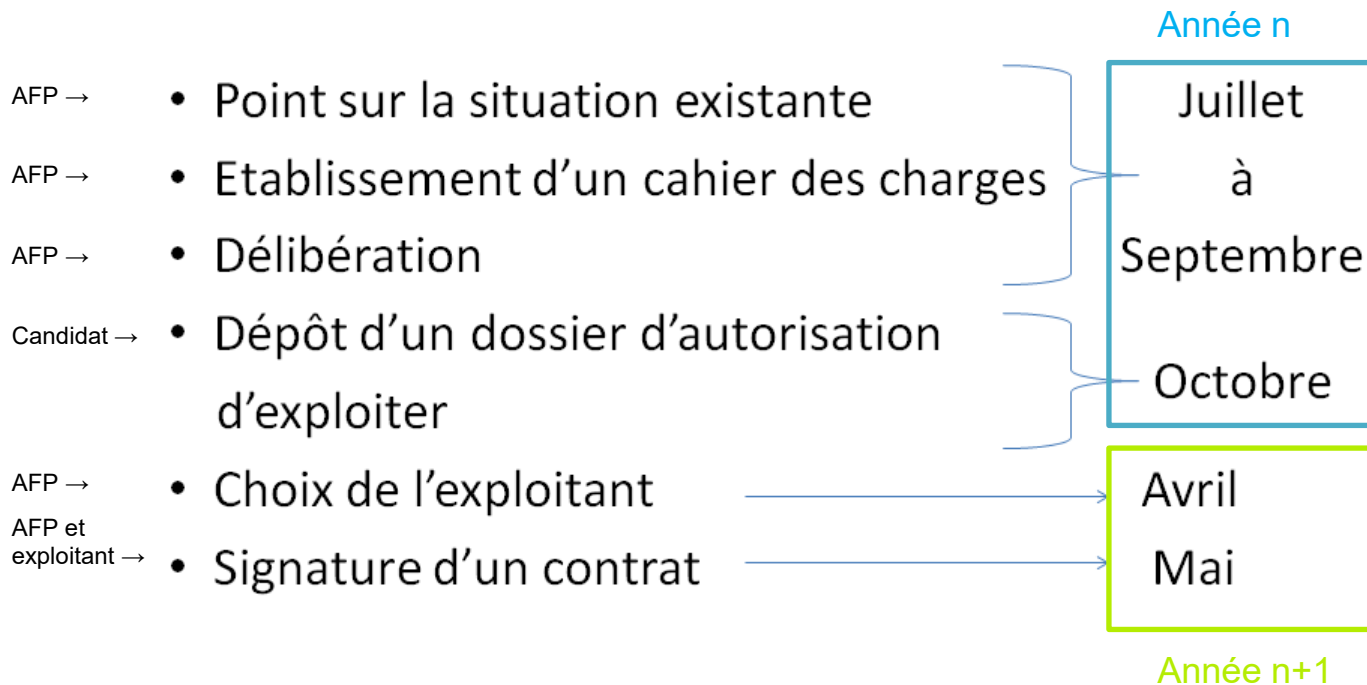 Année n
AFP → • Point sur la situation existante
Juillet
AFP → • Etablissement d'un cahier des charges
à
AFP → • Délibération
Septembre
Candidat → • Dépôt d'un dossier d'autorisation
d'exploiter
Octobre
AFP → • Choix de l'exploitant
Avril
AFP et
exploitant → • Signature d'un contrat
Mai
Année n+1